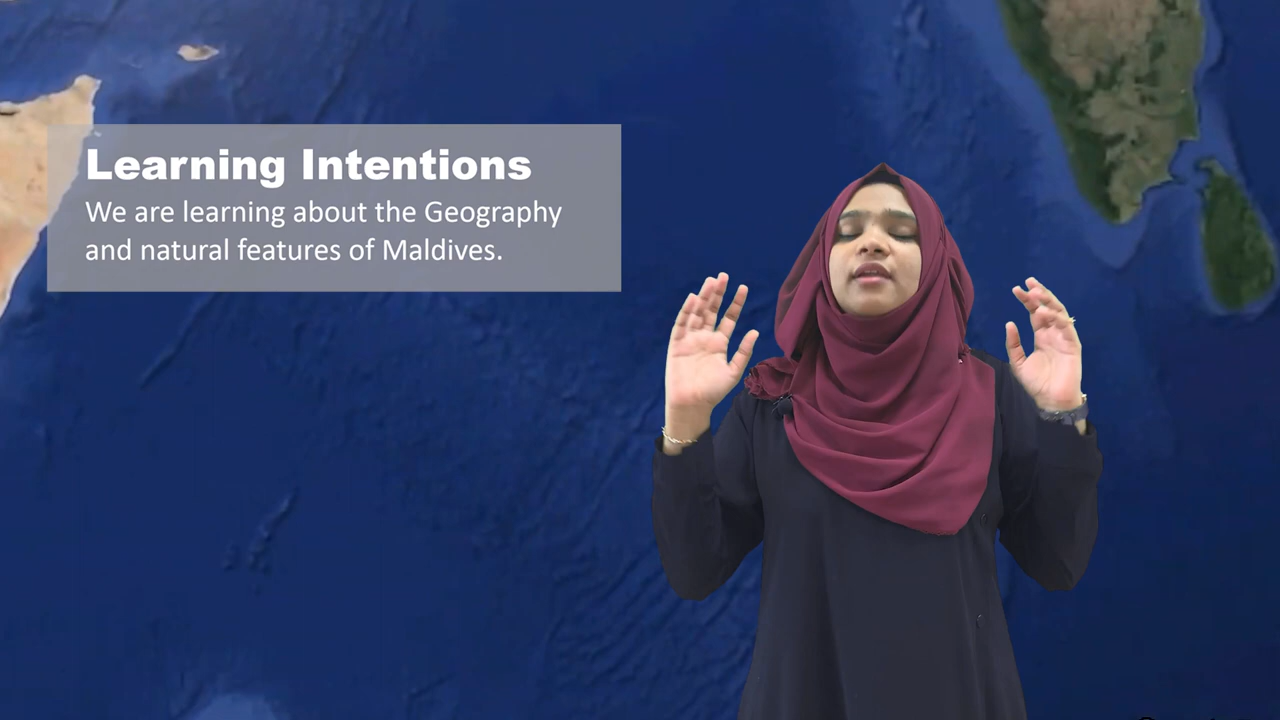 Learning Intentions
We are learning about the Geography
and natural features of Maldives.